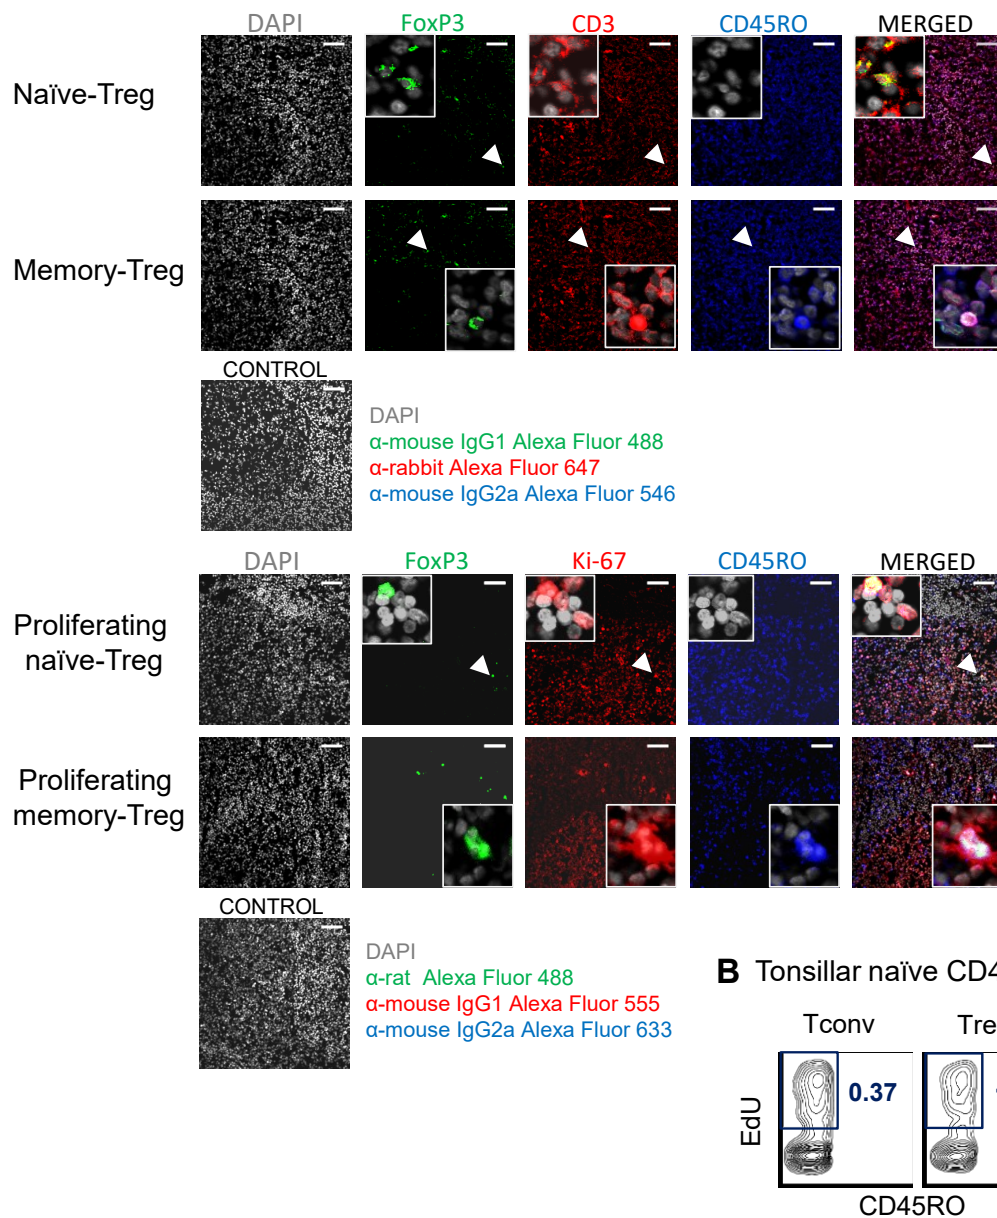 DAPI FoxP3 CD3 CD45RO MERGED
Naïve-Treg
Memory-Treg
CONTROL
DAPI
α-mouse IgG1 Alexa Fluor 488
α-rabbit Alexa Fluor 647
α-mouse IgG2a Alexa Fluor 546
DAPI FoxP3 Ki-67 CD45RO MERGED
Proliferating
naïve-Treg
Proliferating
memory-Treg
CONTROL
DAPI
α-rat Alexa Fluor 488
α-mouse IgG1 Alexa Fluor 555
α-mouse IgG2a Alexa Fluor 633
B Tonsillar naïve CD4
Tconv Tre
0.37
EdU
CD45RO